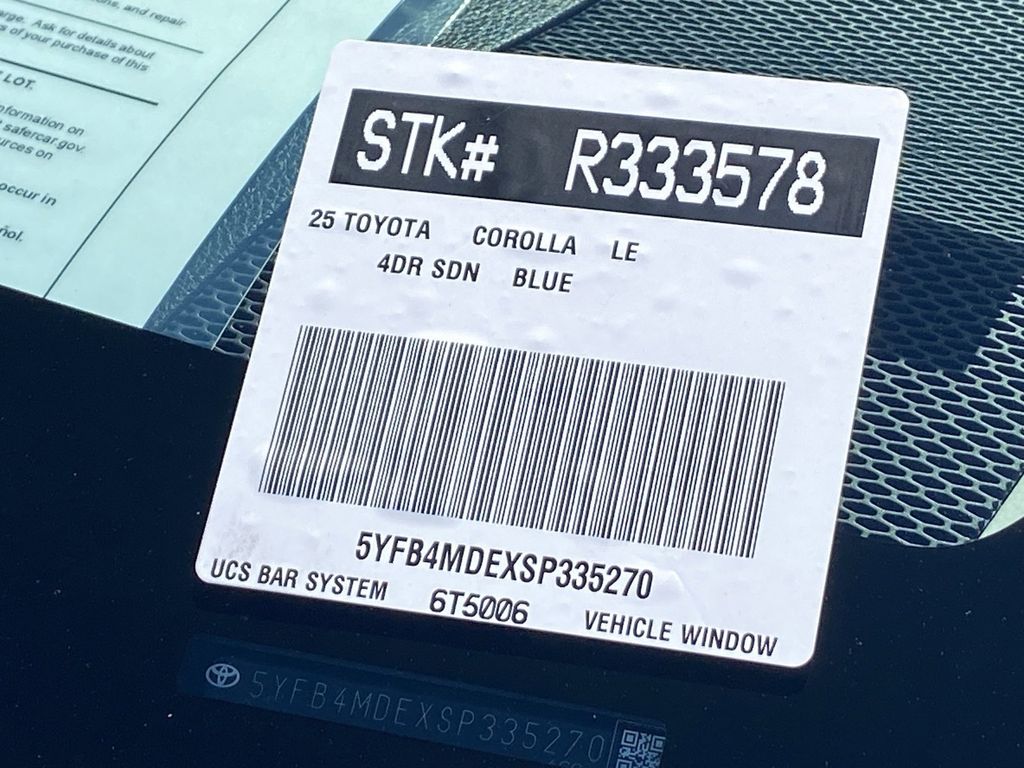 ons, and repair
arge. Ask for details about
s of your purchase of this
LOT.
nformation on
safercar.gov
urces on
occur in
ñol.
STK# R333578
25 TOYOTA COROLLA LE
4DR SDN BLUE
5YFB4MDEXSP335270
UCS BAR SYSTEM 6T5006 VEHICLE WINDOW
5YFB4MDEXSP335270